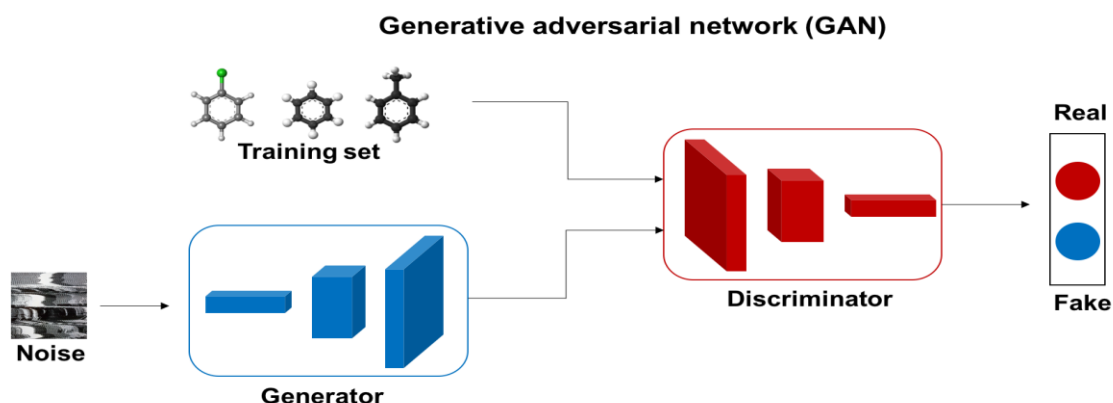 Generative adversarial network (GAN)
Training set
Real
Noise
Generator
Discriminator
Fake